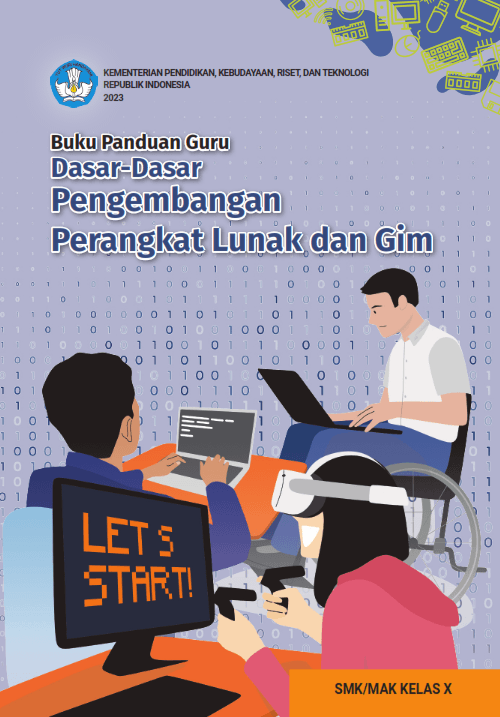 KEMENTERIAN PENDIDIKAN, KEBUDAYAAN, RISET, DAN TEKNOLOGI
REPUBLIK INDONESIA
2023
Buku Panduan Guru
Dasar-Dasar
Pengembangan
Perangkat Lunak dan Gim
LET S
START!
SMK/MAK KELAS X